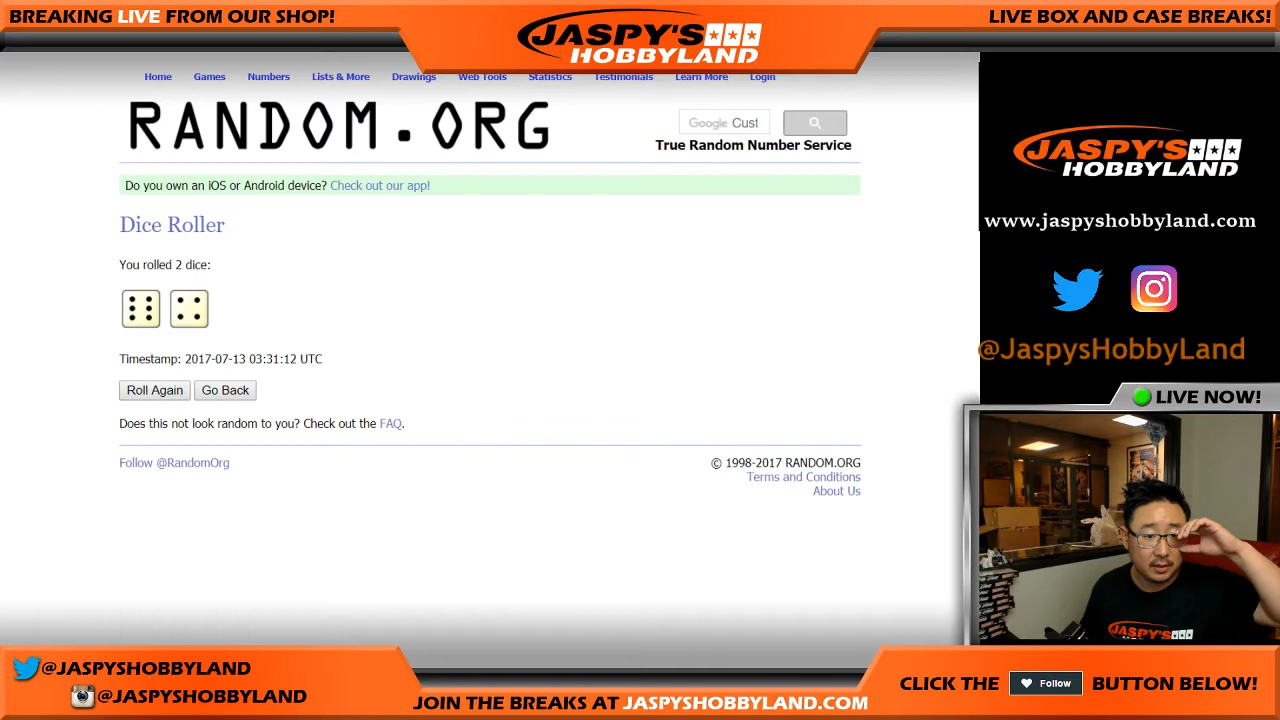 BREAKING LIVE FROM OUR SHOP!
JASPY'S
HOBBYLAND
LIVE BOX AND CASE BREAKS!
Home Games Numbers Lists & More Drawings Web Tools Statistics Testimonials Learn More Login
RANDOM.ORG
Google Cust
True Random Number Service
Do you own an iOS or Android device? Check out our app!
Dice Roller
You rolled 2 dice:
Timestamp: 2017-07-13 03:31:12 UTC
Roll Again Go Back
Does this not look random to you? Check out the FAQ.
Follow @RandomOrg
© 1998-2017 RANDOM.ORG
Terms and Conditions
About Us
JASPY'S
HOBBYLAND
www.jaspyshobbyland.com
@JaspysHobbyLand
LIVE NOW!
JASPY'S
HOBBYLAND
@JASPYSHOBBYLAND
@JASPYSHOBBYLAND
JOIN THE BREAKS AT JASPYSHOBBYLAND.COM
CLICK THE Follow BUTTON BELOW!